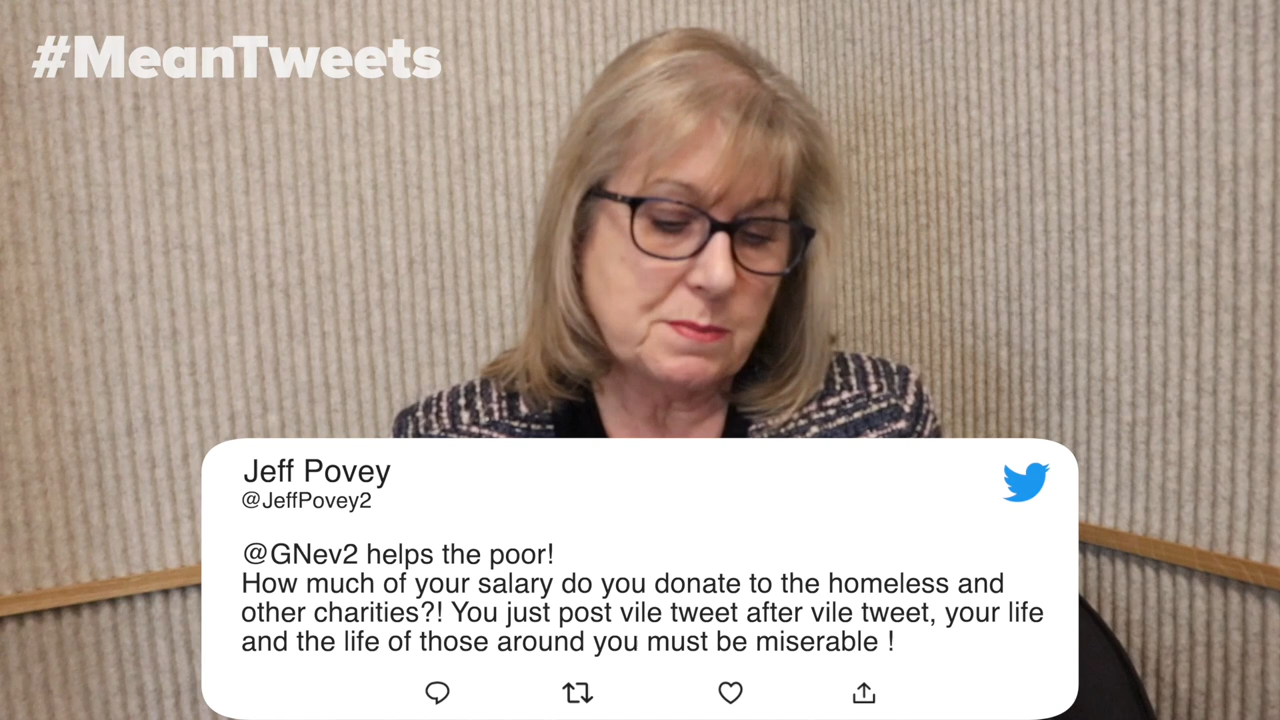 #MeanTweets
Jeff Povey
@JeffPovey2
@GNev2 helps the poor!
How much of your salary do you donate to the homeless and
other charities?! You just post vile tweet after vile tweet, your life
and the life of those around you must be miserable !